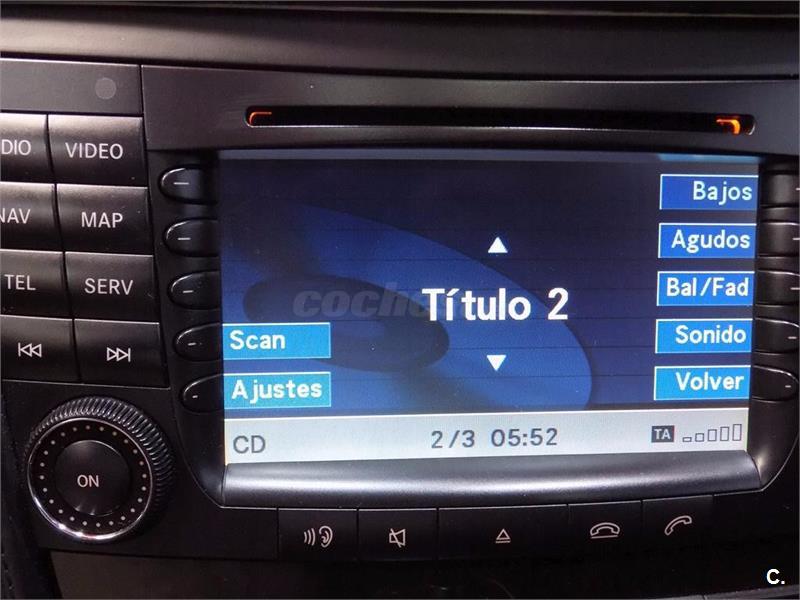 DIO VIDEO
NAV MAP
TEL SERV
ON
Bajos
Agudos
Bal/Fad
Título 2
Scan
Sonido
Ajustes
Volver
CD 2/3 05:52 TA
C.